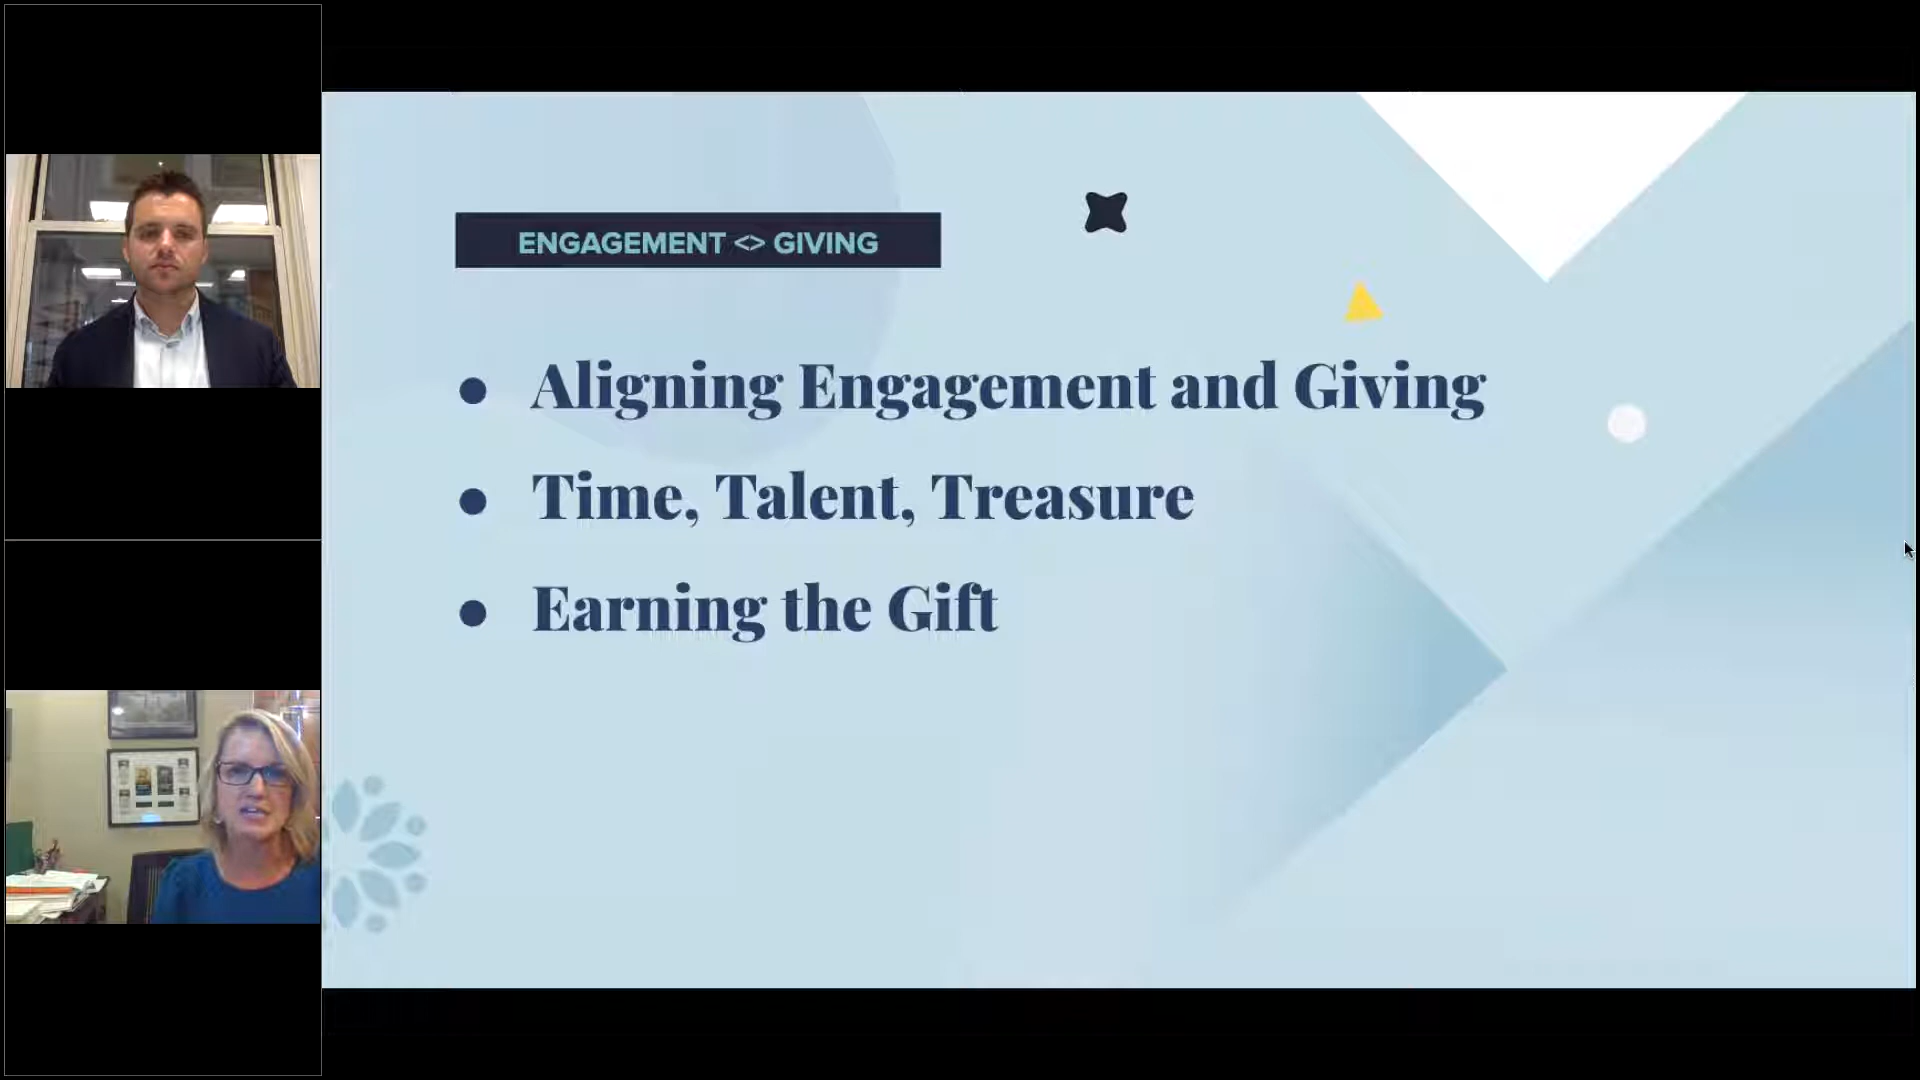 ENGAGEMENT <> GIVING
● Aligning Engagement and Giving
● Time, Talent, Treasure
● Earning the Gift